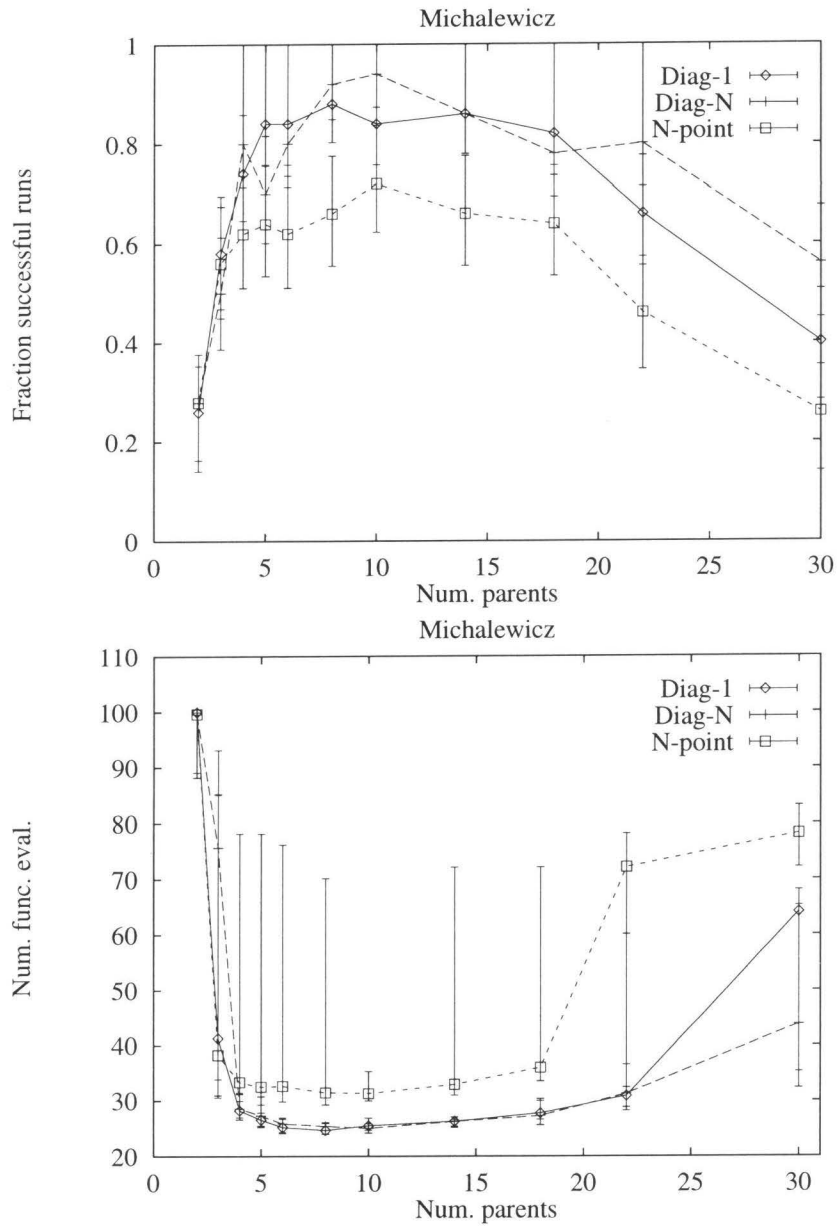 Michalewicz
1
0.8
0.6
0.4
0.2
0
Fraction successful runs
Diag-1
Diag-N
N-point
0 5 10 15 20 25 30
Num. parents
Michalewicz
110
100
90
80
70
60
50
40
30
20
Num. func. eval.
Diag-1
Diag-N
N-point
0 5 10 15 20 25 30
Num. parents